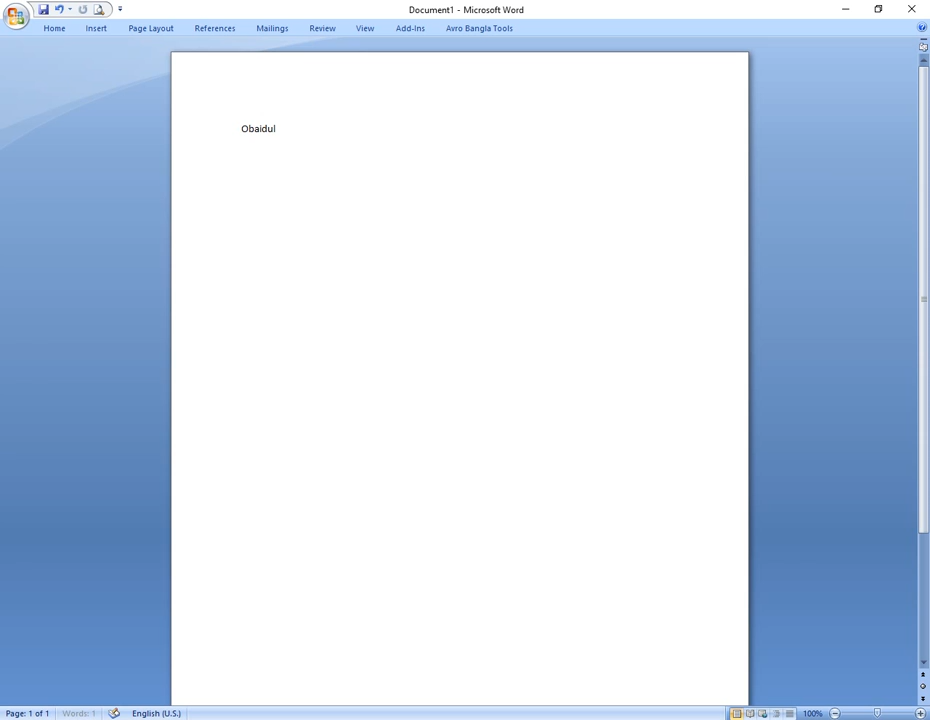 Document1 - Microsoft Word
Home Insert Page Layout References Mailings Review View Add-Ins Avro Bangla Tools
Obaidul
Page: 1 of 1 Words: 1 English (U.S.) 100%